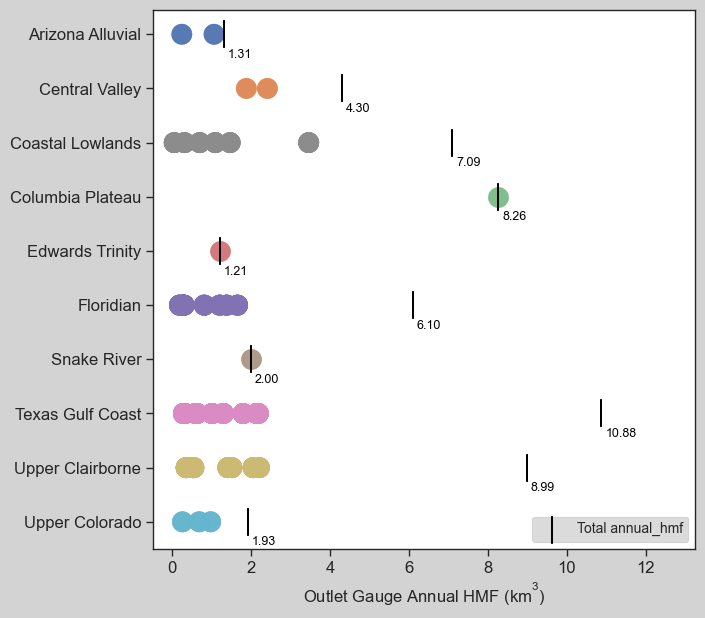 Arizona Alluvial
1.31
Central Valley
4.30
Coastal Lowlands
7.09
Columbia Plateau
8.26
Edwards Trinity
1.21
Floridian
6.10
Snake River
2.00
Texas Gulf Coast
10.88
Upper Clairborne
8.99
Upper Colorado
1.93
Total annual_hmf
0 2 4 6 8 10 12
Outlet Gauge Annual HMF (km³)